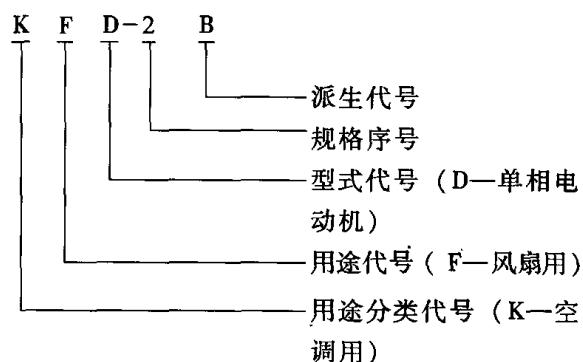 K F D-2 B
派生代号
规格序号
型式代号 (D—单相电
动机)
用途代号 ( F—风扇用)
用途分类代号 (K—空
调用)